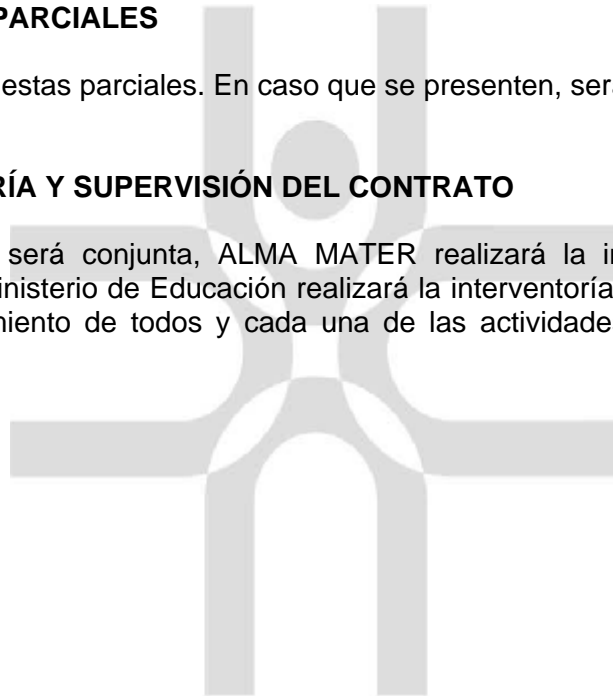 PARCIALES
estas parciales. En caso que se presenten, ser
RÍA Y SUPERVISIÓN DEL CONTRATO
será conjunta, ALMA MATER realizará la i
inisterio de Educación realizará la interventoría
miento de todos y cada una de las actividade